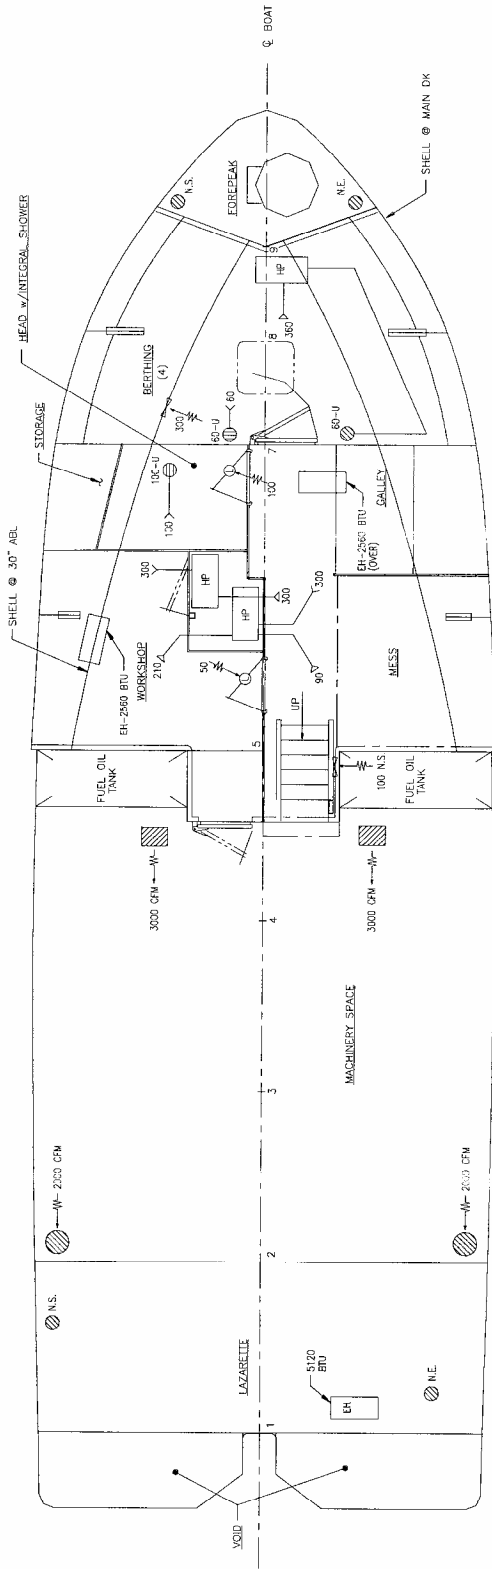 ℄ BOAT
SHELL @ MAIN DK
HEAD w/INTEGRAL SHOWER
STORAGE
SHELL @ 30" ABL
N.S.
FOREPEAK
N.E.
9
HP
360
8
BERTHING
(4)
300
60
60-U
60-U
7
100-U
100
100
GALLEY
EH-2560 BTU
(OVER)
300
HP
HP
300
300
210
90
EH-2560 BTU
WORKSHOP
50
MESS
5
UP
100 N.S.
FUEL OIL
TANK
FUEL OIL
TANK
3000 CFM
3000 CFM
4
MACHINERY SPACE
3
2000 CFM
2000 CFM
2
N.S.
LAZARETTE
5120
BTU
EH
N.E.
1
VOID